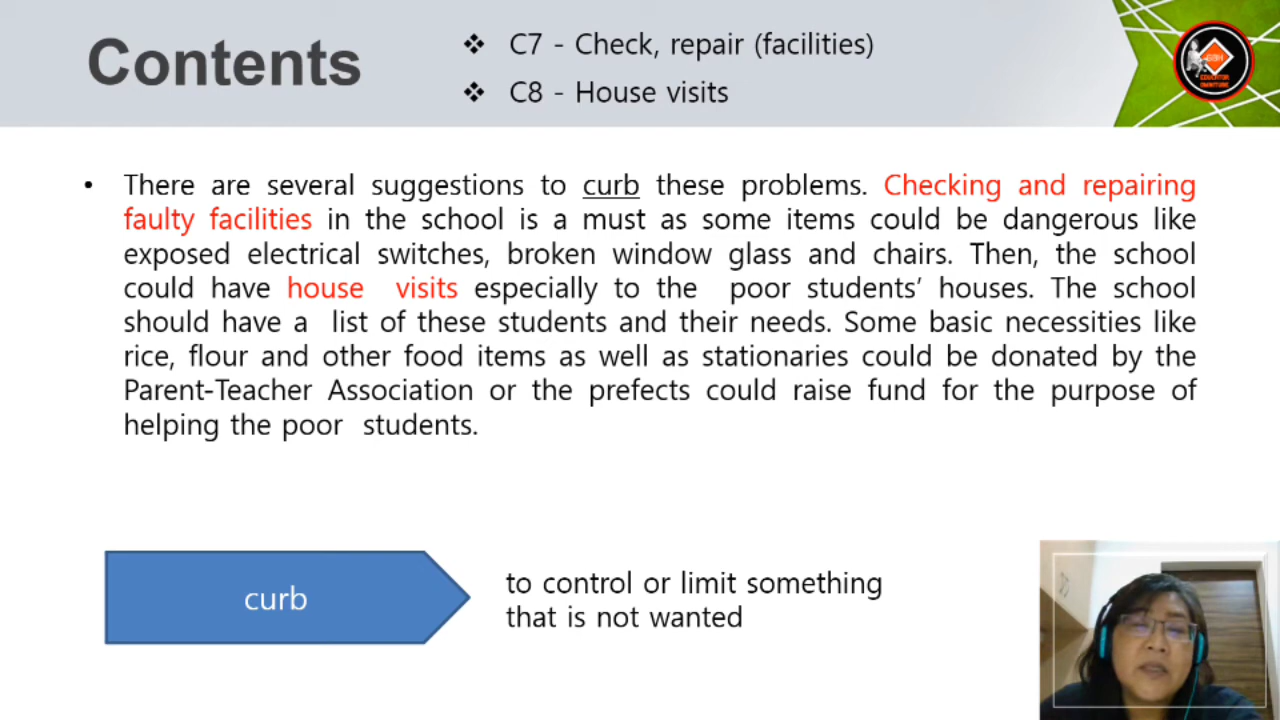 Contents
❖ C7 - Check, repair (facilities)
❖ C8 - House visits
• There are several suggestions to curb these problems. Checking and repairing
faulty facilities in the school is a must as some items could be dangerous like
exposed electrical switches, broken window glass and chairs. Then, the school
could have house visits especially to the poor students’ houses. The school
should have a list of these students and their needs. Some basic necessities like
rice, flour and other food items as well as stationaries could be donated by the
Parent-Teacher Association or the prefects could raise fund for the purpose of
helping the poor students.
curb
to control or limit something
that is not wanted